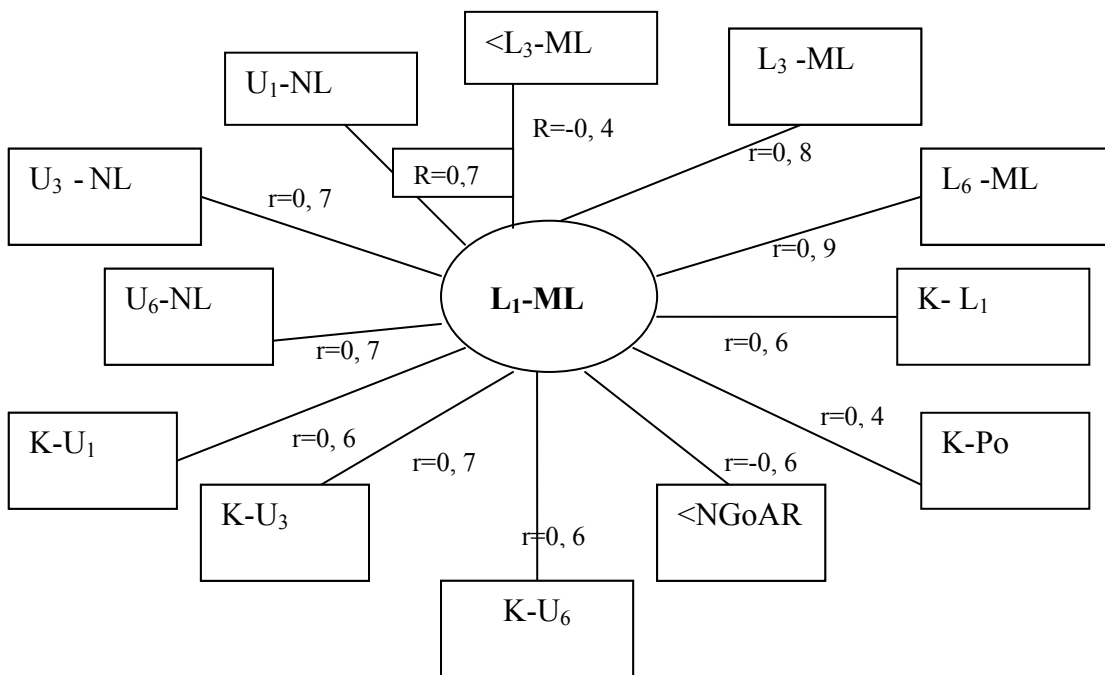 <L₃-ML
L₃ -ML
U₁-NL
R=-0, 4
r=0, 8
U₃ - NL
R=0,7
L₆ -ML
r=0, 7
r=0, 9
U₆-NL
L₁-ML
K- L₁
r=0, 7
r=0, 6
K-U₁
r=0, 6
r=0, 4
K-Po
r=0, 7
r=-0, 6
K-U₃
<NGoAR
r=0, 6
K-U₆